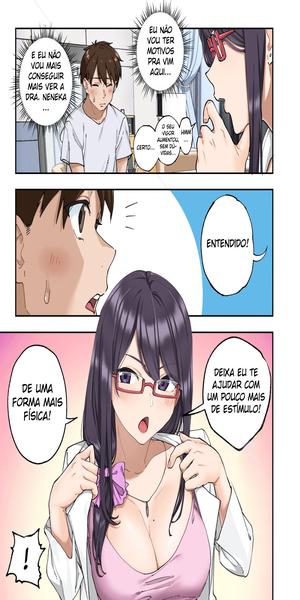 EU
NÃO
VOU TER
MOTIVOS
PRA VIM
AQUI...
E EU NÃO
VOU MAIS
CONSEGUIR
MAIS VER A
DRA. NENEKA
...
HMM
...
O SEU
VIGOR
AUMENTOU,
SEM DÚ-
VIDAS...
CERTO...
ENTENDIDO!
DEIXA EU TE
AJUDAR COM
UM POUCO MAIS
DE ESTÍMULO!
DE UMA
FORMA MAIS
FÍSICA!
!